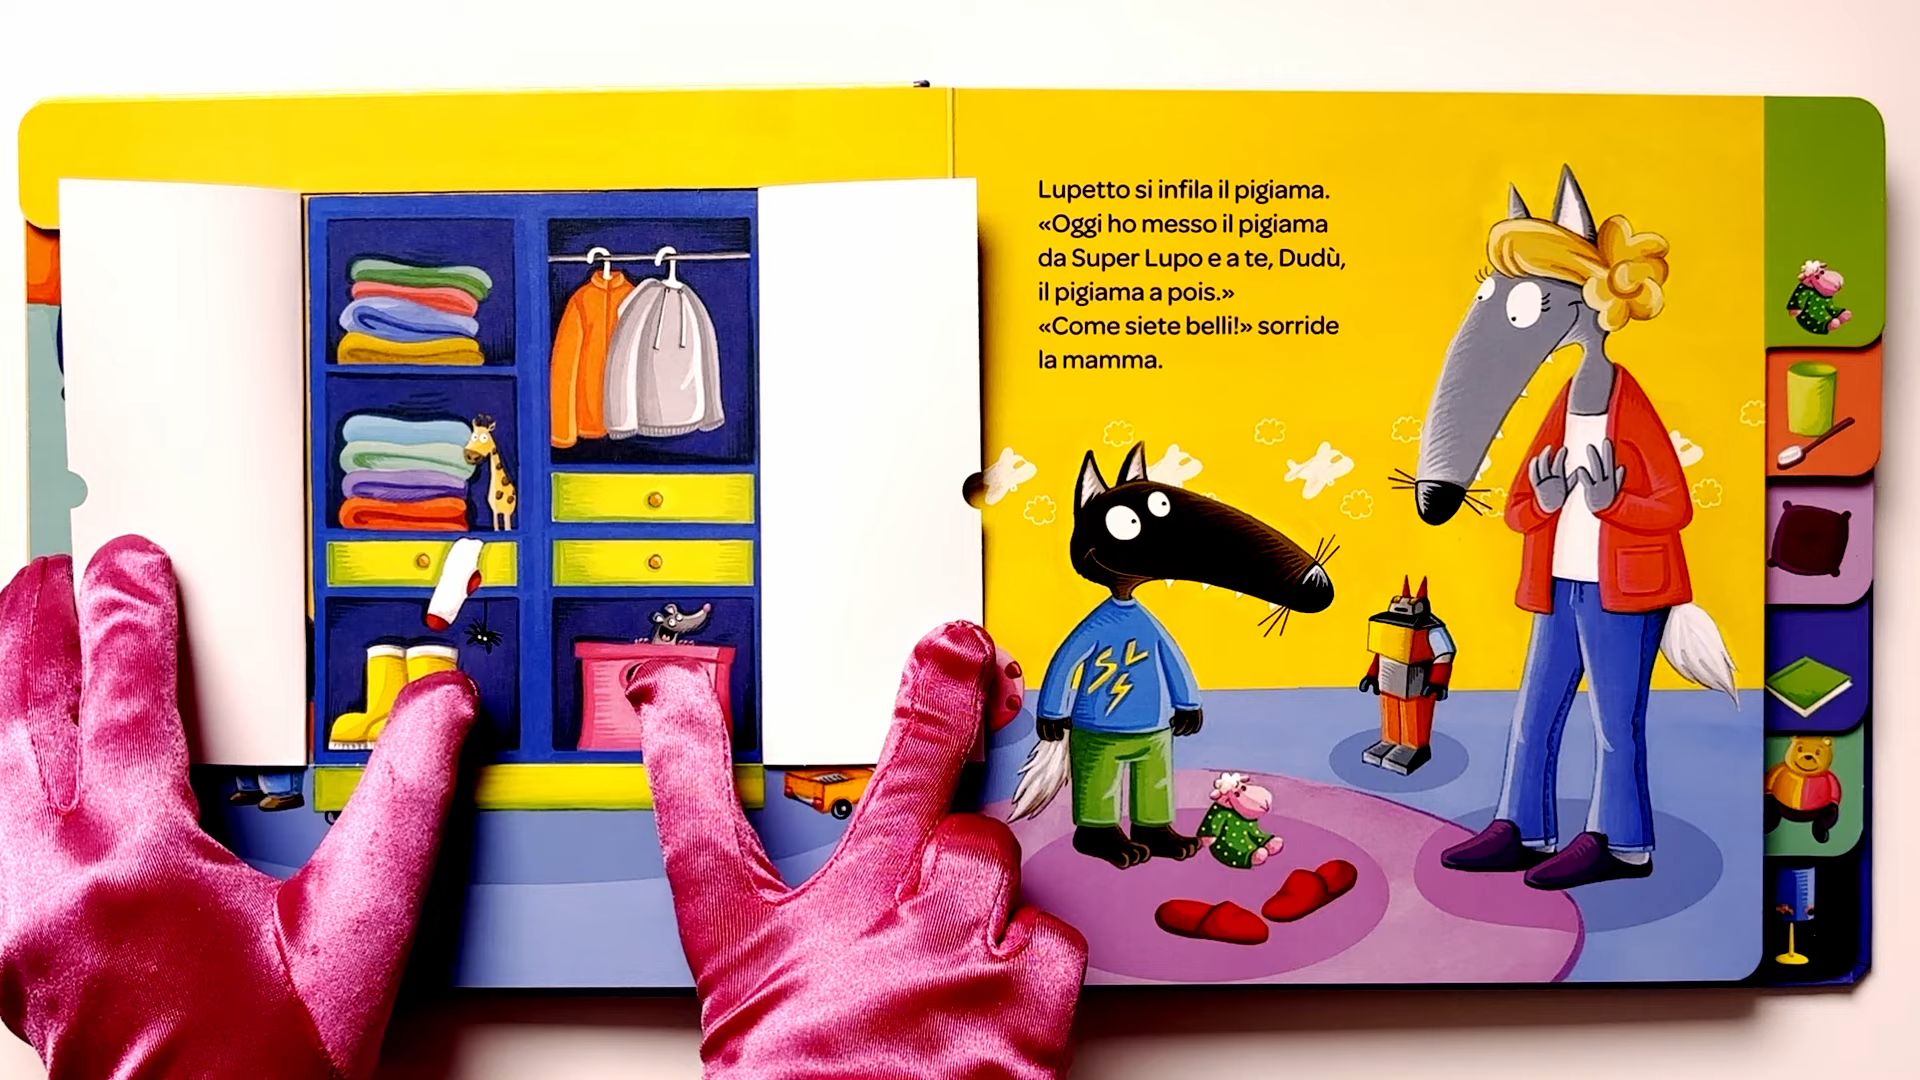 Lupetto si infila il pigiama.
«Oggi ho messo il pigiama
da Super Lupo e a te, Dudù,
il pigiama a pois.»
«Come siete belli!» sorride
la mamma.
SL